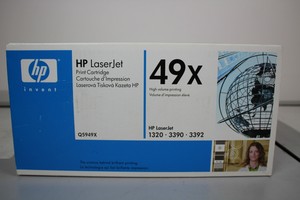 hp
invent
HP LaserJet
Print Cartridge
Cartouche d'Impression
Laserová Tisková Kazeta HP
Q5949X
49X
High volume printing
HP LaserJet
1320 · 3390 · 3392